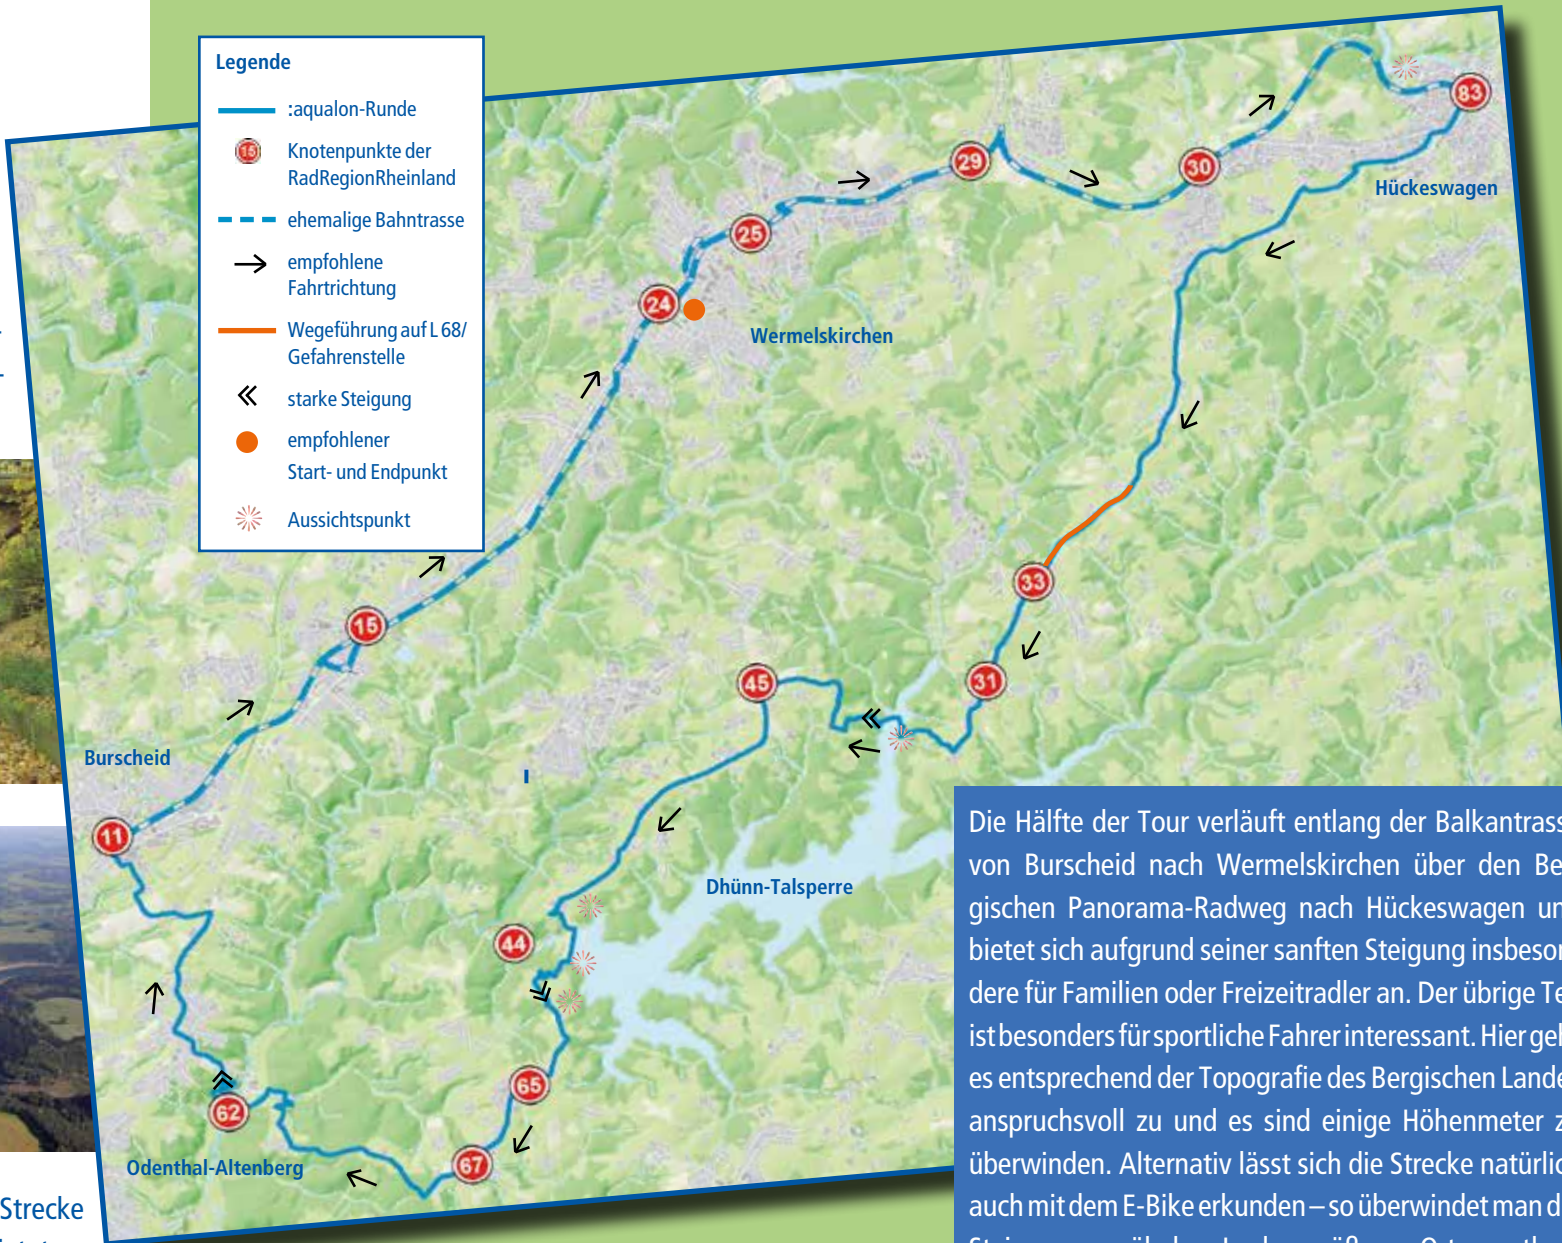 Legende
:aqualon-Runde
15
Knotenpunkte der
RadRegionRheinland
ehemalige Bahntrasse
empfohlene
Fahrtrichtung
Wegeführung auf L 68/
Gefahrenstelle
starke Steigung
empfohlener
Start- und Endpunkt
Aussichtspunkt
83
Hückeswagen
29
30
25
24
Wermelskirchen
33
15
31
45
Burscheid
11
Dhünn-Talsperre
44
65
62
67
Odenthal-Altenberg
Strecke
Die Hälfte der Tour verläuft entlang der Balkantrass
von Burscheid nach Wermelskirchen über den Ber
gischen Panorama-Radweg nach Hückeswagen un
bietet sich aufgrund seiner sanften Steigung insbeson
dere für Familien oder Freizeitradler an. Der übrige Te
ist besonders für sportliche Fahrer interessant. Hier geh
es entsprechend der Topografie des Bergischen Lande
anspruchsvoll zu und es sind einige Höhenmeter z
überwinden. Alternativ lässt sich die Strecke natürlic
auch mit dem E-Bike erkunden – so überwindet man d